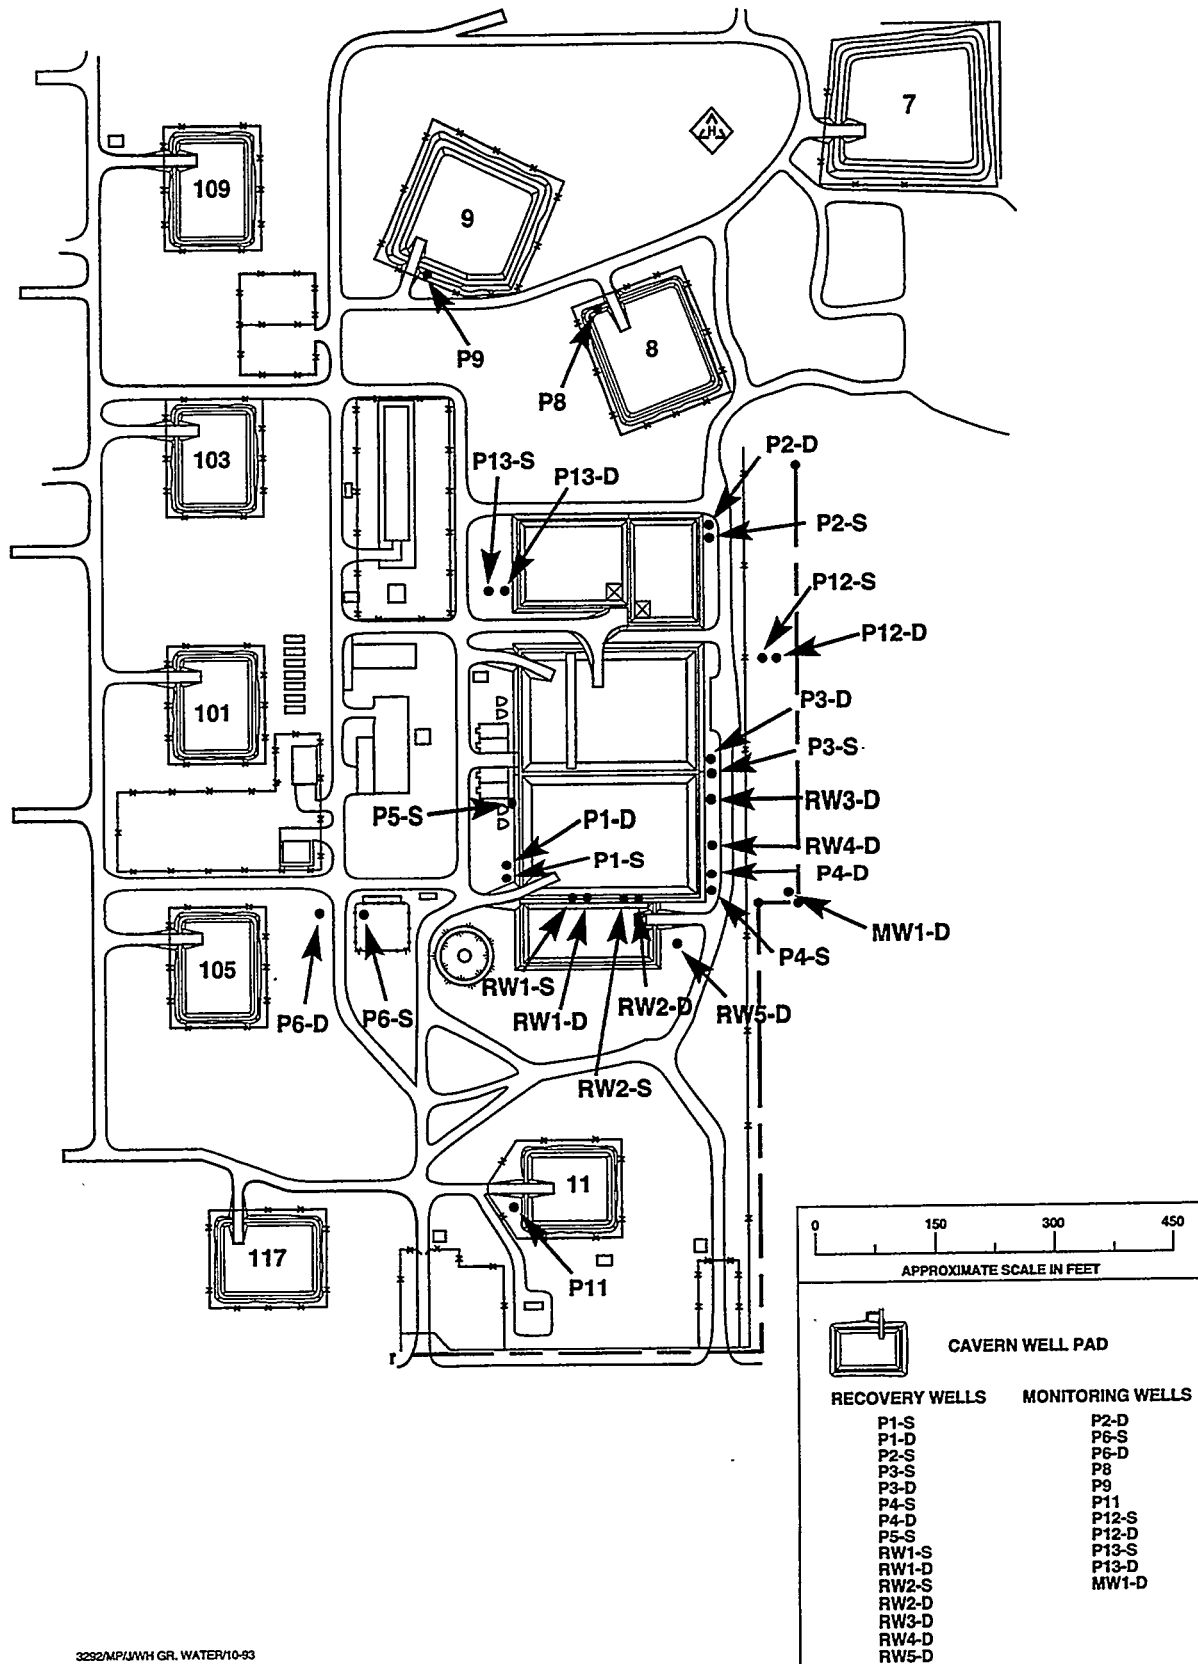 7
H
109
9
8
P9
P8
103
P13-S
P13-D
P2-D
P2-S
P12-S
P12-D
101
P3-D
P3-S
RW3-D
P5-S
P1-D
RW4-D
P1-S
P4-D
MW1-D
105
P4-S
RW1-S
RW2-D
RW5-D
P6-D
P6-S
RW1-D
RW2-S
11
117
P11
0 150 300 450
APPROXIMATE SCALE IN FEET
CAVERN WELL PAD
RECOVERY WELLS
P1-S
P1-D
P2-S
P3-S
P3-D
P4-S
P4-D
P5-S
RW1-S
RW1-D
RW2-S
RW2-D
RW3-D
RW4-D
RW5-D
MONITORING WELLS
P2-D
P6-S
P6-D
P8
P9
P11
P12-S
P12-D
P13-S
P13-D
MW1-D
3292/MP/J/WH GR. WATER/10-93